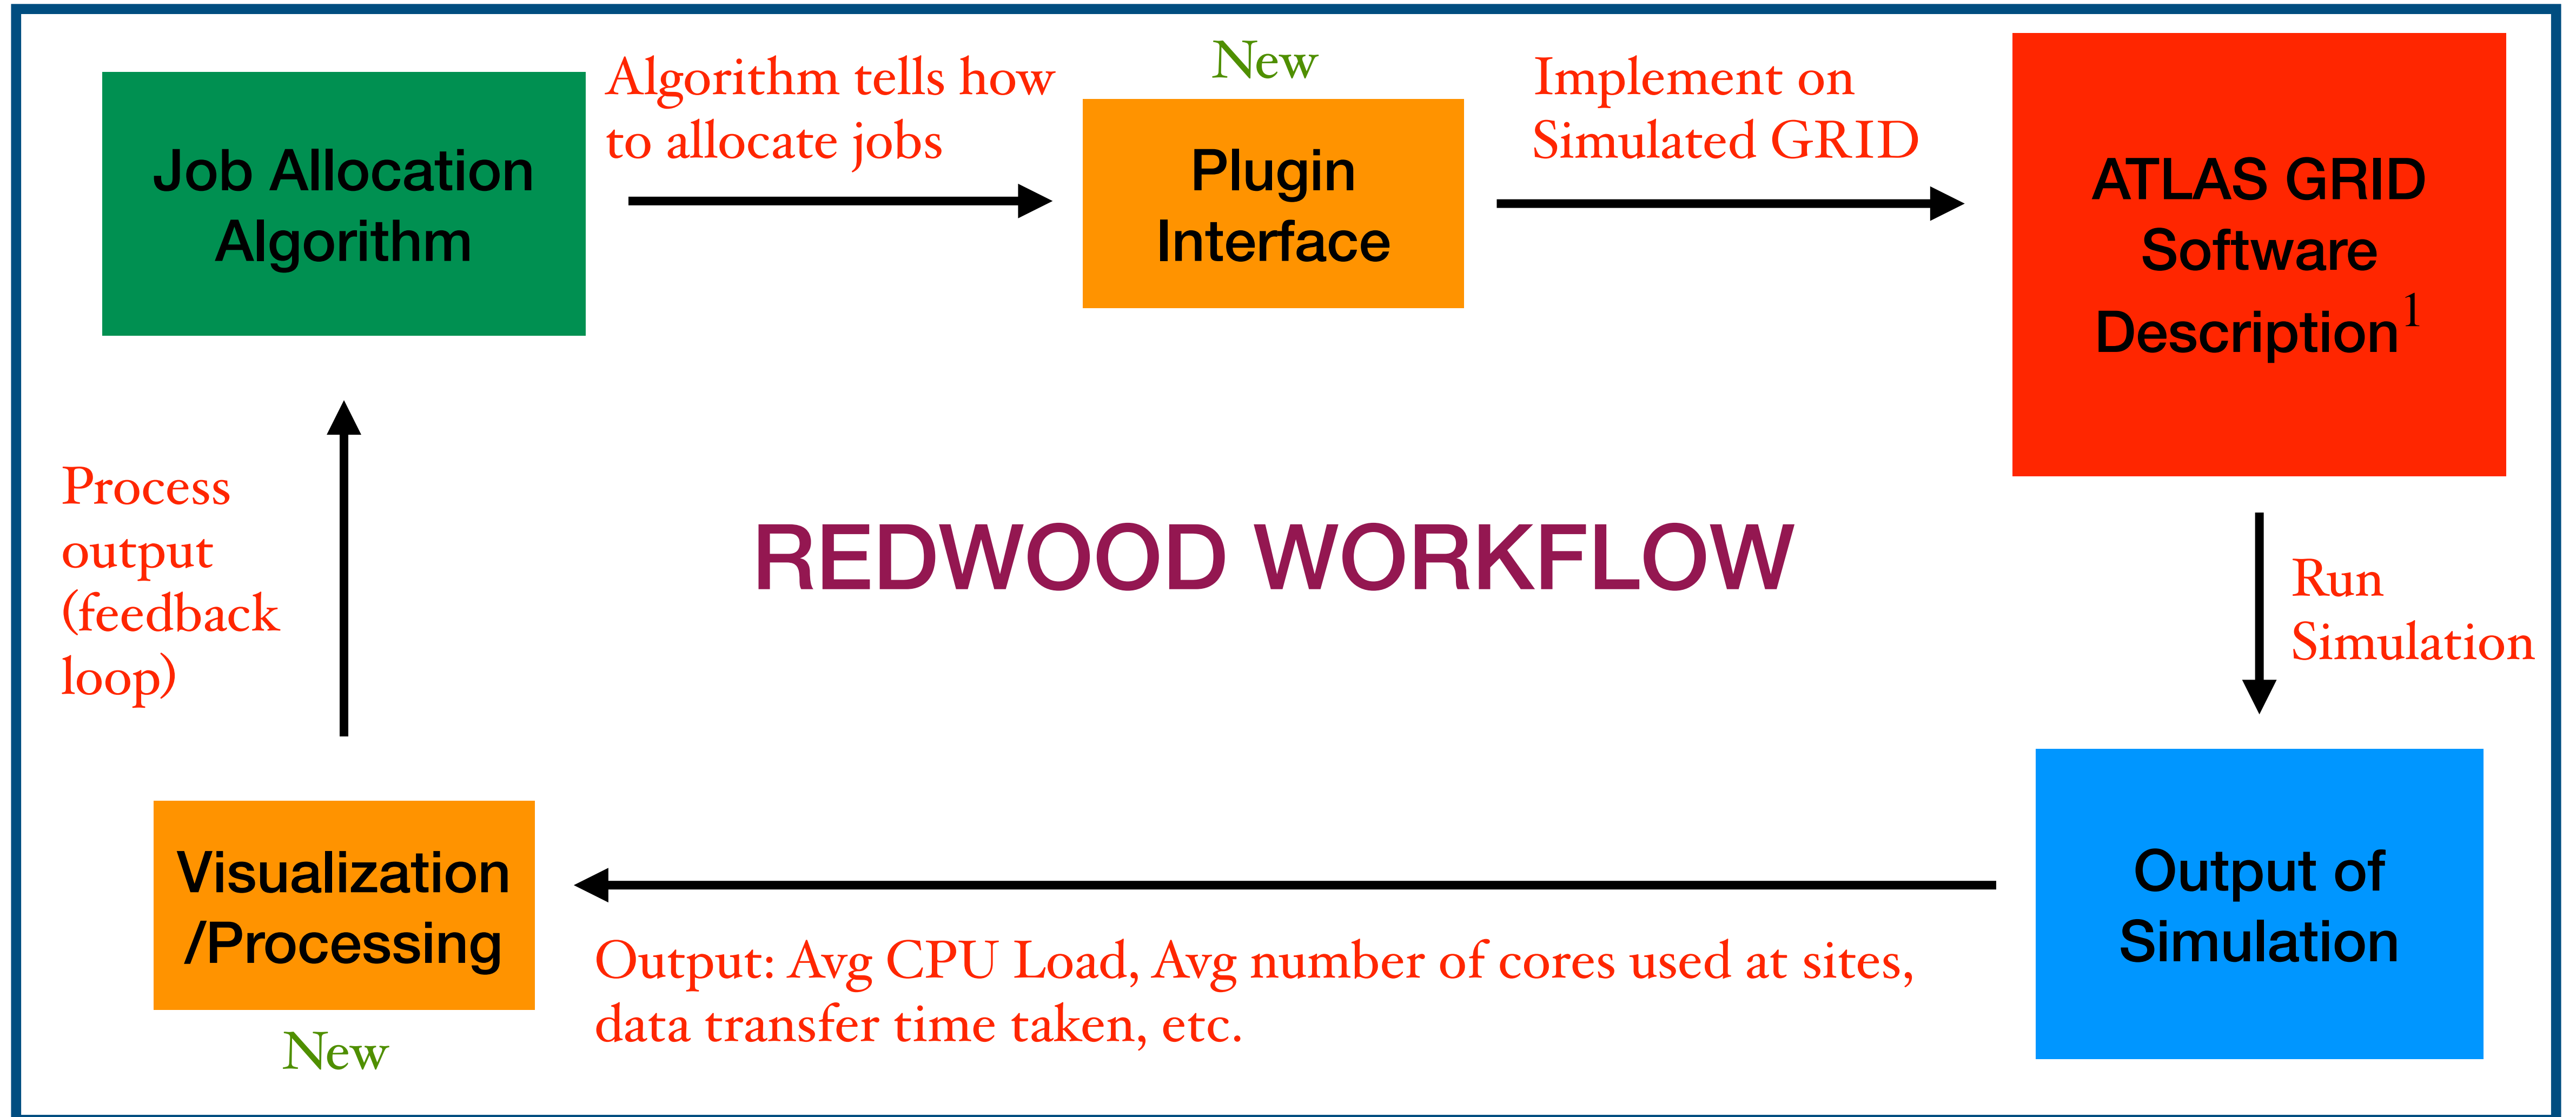 Job Allocation
Algorithm
Algorithm tells how
to allocate jobs
New
Plugin
Interface
Implement on
Simulated GRID
ATLAS GRID
Software
Description¹
Process
output
(feedback
loop)
REDWOOD WORKFLOW
Run
Simulation
Visualization
/Processing
New
Output: Avg CPU Load, Avg number of cores used at sites,
data transfer time taken, etc.
Output of
Simulation